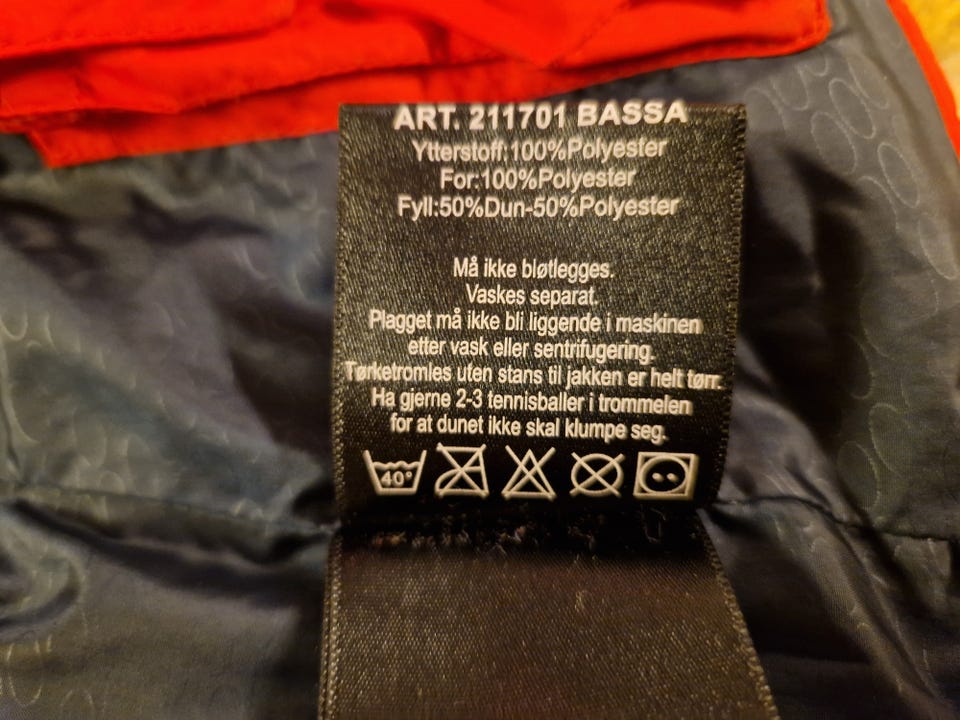 ART. 211701 BASSA
Ytterstoff:100%Polyester
For:100%Polyester
Fyll:50%Dun-50%Polyester
Må ikke bløtlegges.
Vaskes separat.
Plagget må ikke bli liggende i maskinen
etter vask eller sentrifugering.
Tørketromles uten stans til jakken er helt tørr.
Ha gjerne 2-3 tennisballer i trommelen
for at dunet ikke skal klumpe seg.
40°